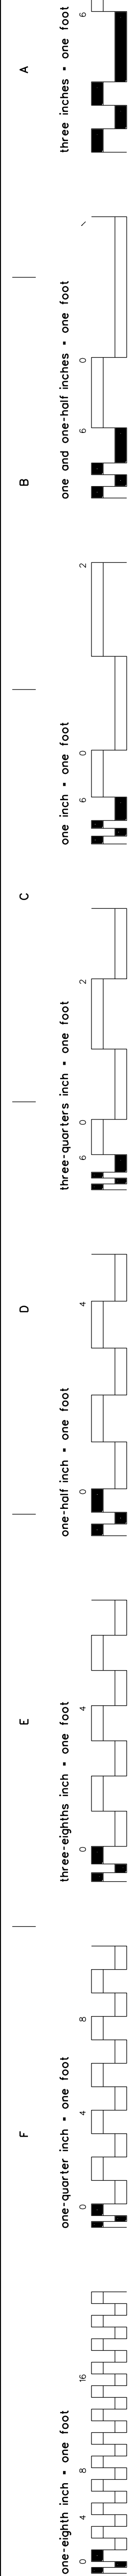 F E D C B A
one-eighth inch = one foot
one-quarter inch = one foot
three-eighths inch = one foot
one-half inch = one foot
three-quarters inch = one foot
one inch = one foot
one and one-half inches = one foot
three inches = one foot
0 4 8 16
0 4 8
0 4
0 4
6 0 2
6 0 2
6 0 1
6